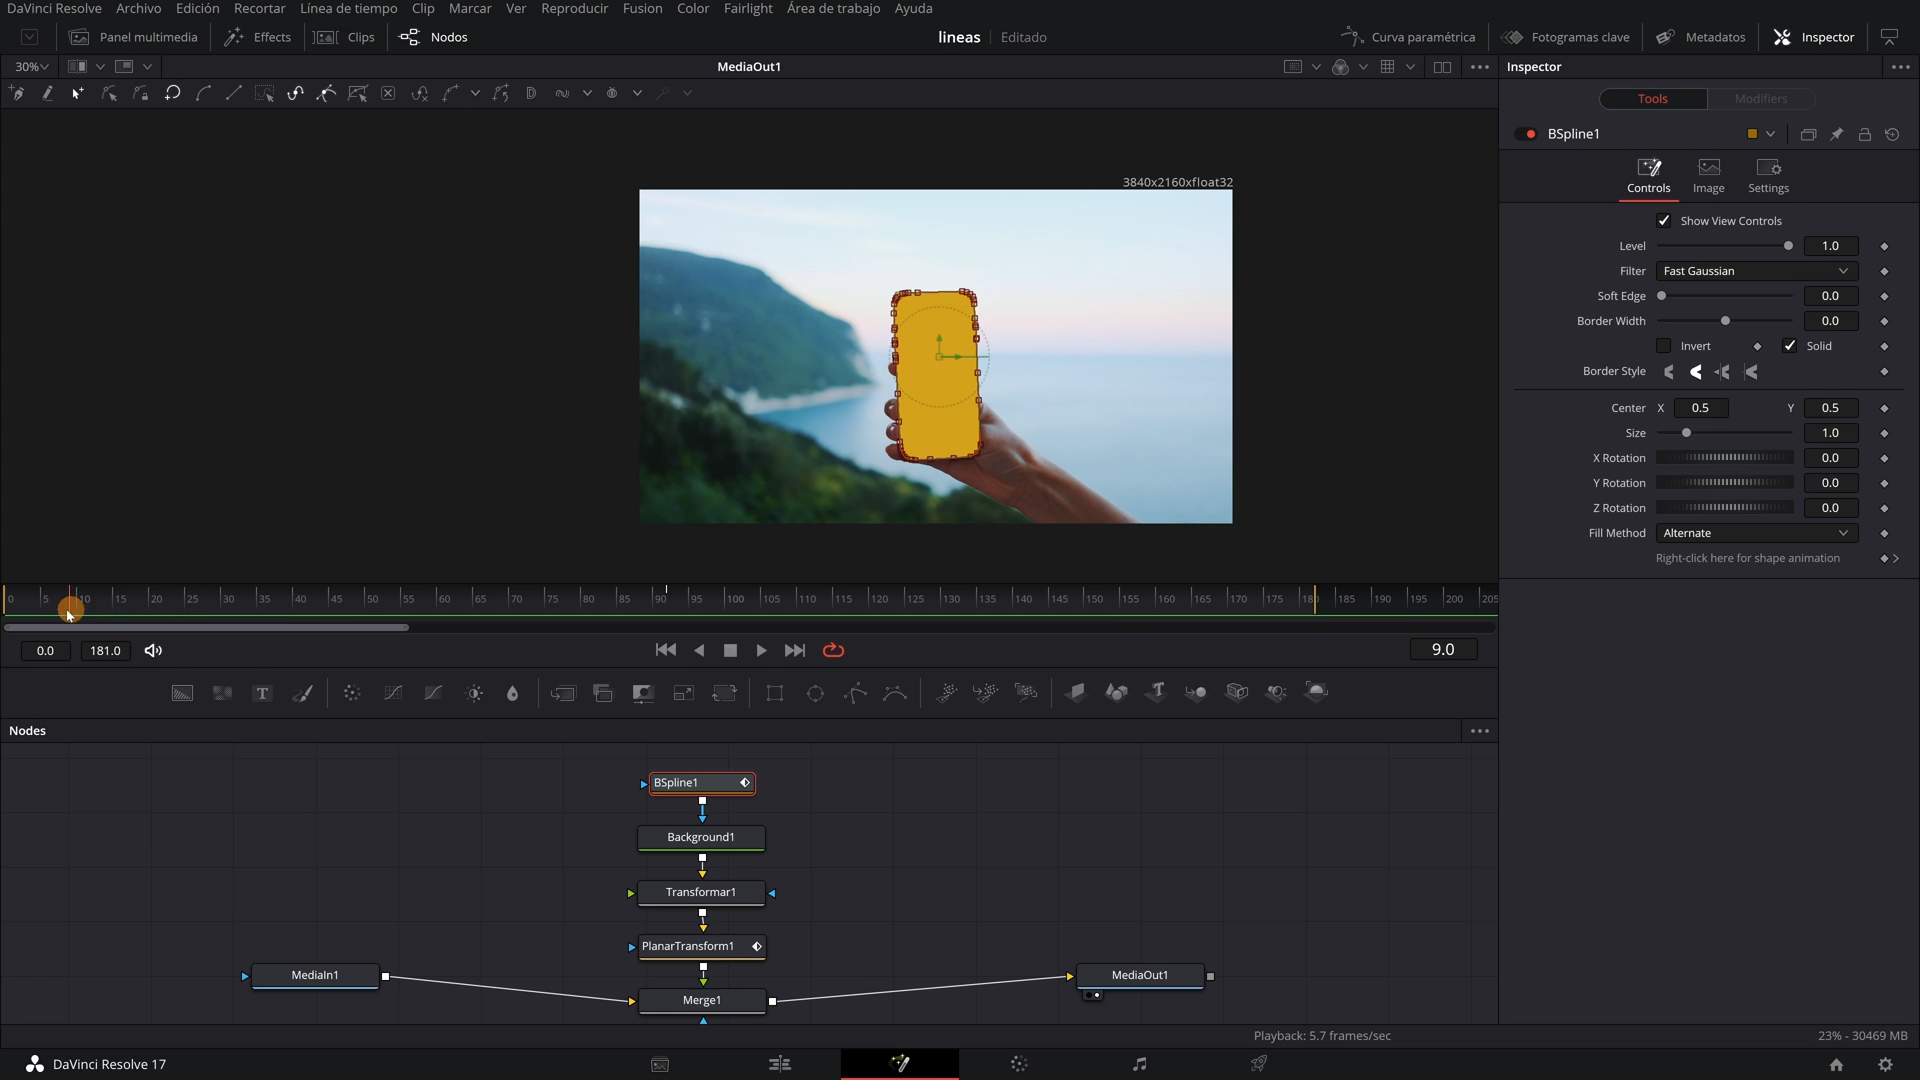 DaVinci Resolve Archivo Edición Recortar Línea de tiempo Clip Marcar Ver Reproducir Fusion Color Fairlight Área de trabajo Ayuda
Panel multimedia Effects Clips Nodos lineas Editado Curva paramétrica Fotogramas clave Metadatos Inspector
30% MediaOut1 Inspector
Tools Modifiers
BSpline1
Controls Image Settings
3840x2160xfloat32
Show View Controls
Level 1.0
Filter Fast Gaussian
Soft Edge 0.0
Border Width 0.0
Invert Solid
Border Style
Center X 0.5 Y 0.5
Size 1.0
X Rotation 0.0
Y Rotation 0.0
Z Rotation 0.0
Fill Method Alternate
Right-click here for shape animation
0 5 10 15 20 25 30 35 40 45 50 55 60 65 70 75 80 85 90 95 100 105 110 115 120 125 130 135 140 145 150 155 160 165 170 175 180 185 190 195 200 205
0.0 181.0 9.0
Nodes
BSpline1
Background1
Transformar1
PlanarTransform1
MediaIn1 MediaOut1
Merge1
Playback: 5.7 frames/sec 23% - 30469 MB
DaVinci Resolve 17